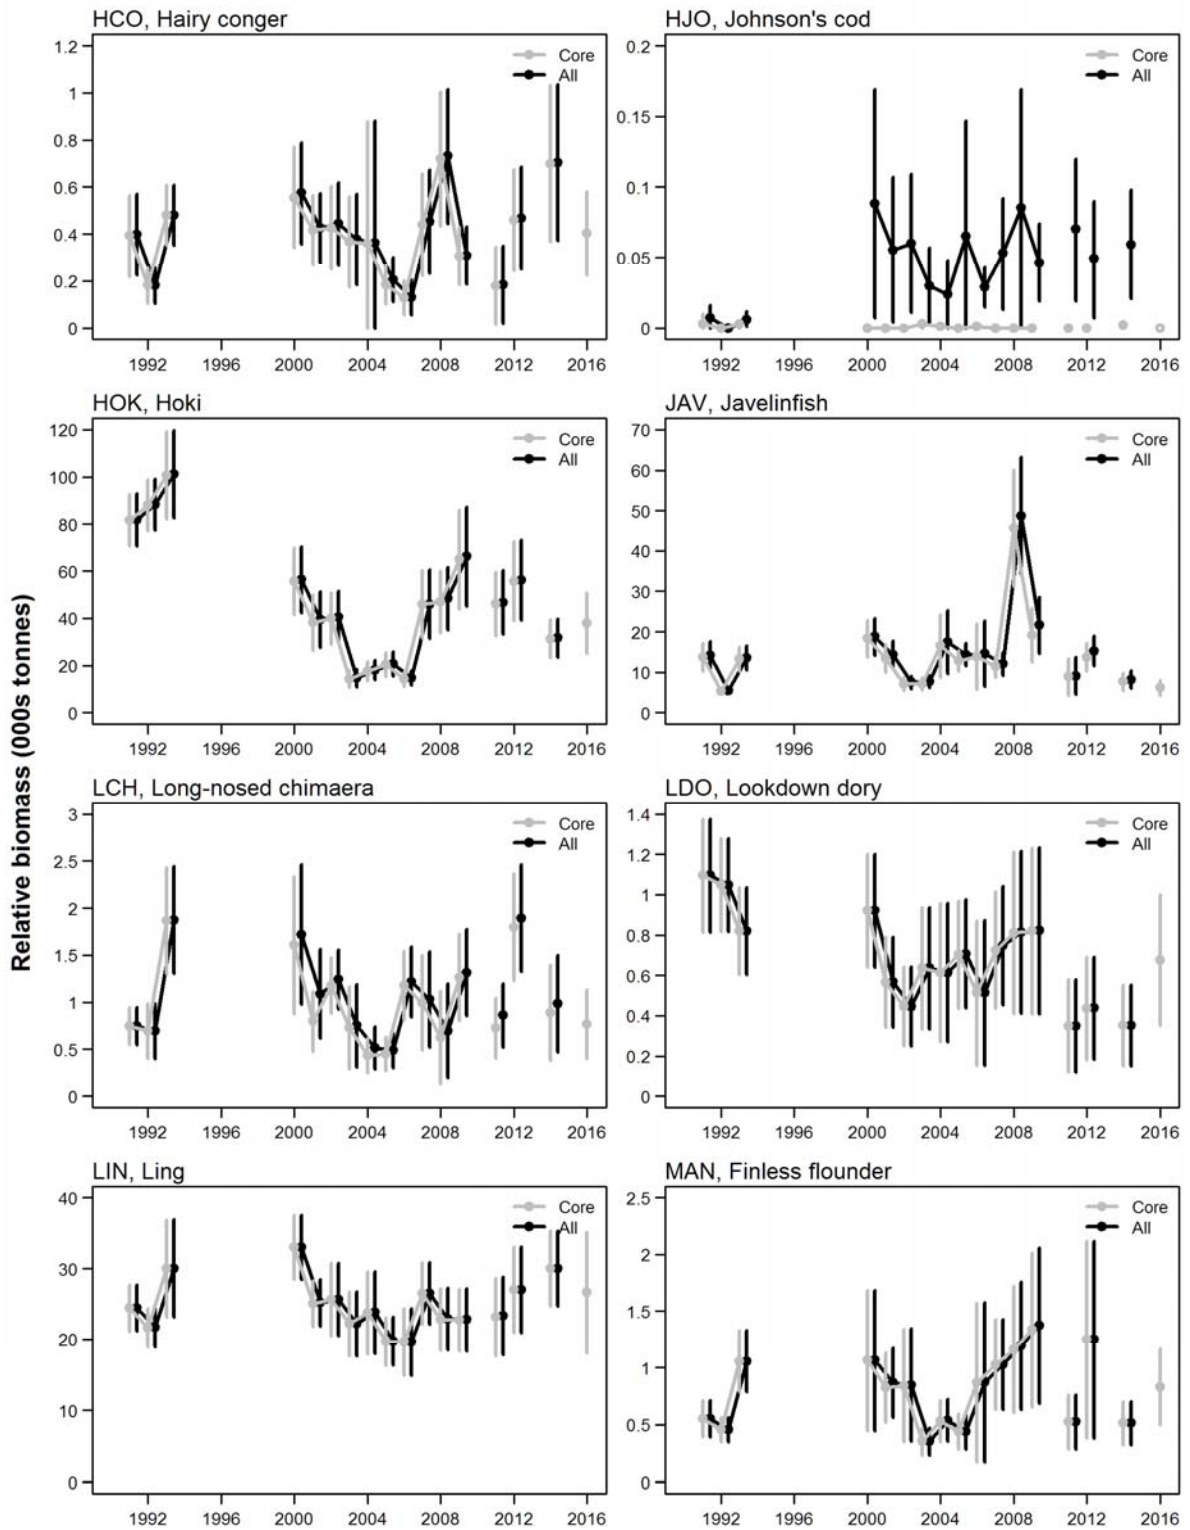 HCO, Hairy conger
1.2
1
0.8
0.6
0.4
0.2
0
Core
All
1992 1996 2000 2004 2008 2012 2016
HJO, Johnson's cod
0.2
0.15
0.1
0.05
0
Core
All
1992 1996 2000 2004 2008 2012 2016
HOK, Hoki
120
100
80
60
40
20
0
Core
All
1992 1996 2000 2004 2008 2012 2016
JAV, Javelinfish
70
60
50
40
30
20
10
0
Core
All
1992 1996 2000 2004 2008 2012 2016
Relative biomass (000s tonnes)
LCH, Long-nosed chimaera
3
2.5
2
1.5
1
0.5
0
Core
All
1992 1996 2000 2004 2008 2012 2016
LDO, Lookdown dory
1.4
1.2
1
0.8
0.6
0.4
0.2
0
Core
All
1992 1996 2000 2004 2008 2012 2016
LIN, Ling
40
30
20
10
0
Core
All
1992 1996 2000 2004 2008 2012 2016
MAN, Finless flounder
2.5
2
1.5
1
0.5
0
Core
All
1992 1996 2000 2004 2008 2012 2016